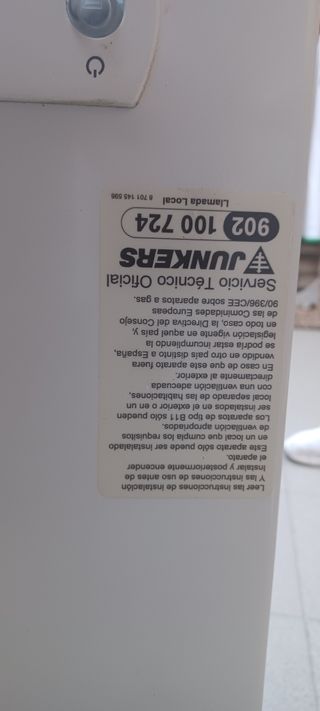 Leer las instrucciones de instalación
Y las instrucciones de uso antes de
Instalar y posteriormente encender
el aparato.
Este aparato sólo puede ser instalalado
en un local que cumpla los requisitos
de ventilación apropriados.
Los aparatos de tipo B11 sólo pueden
ser instalados en el exterior o en un
local separado de las habitaciones,
con una ventilación adecuada
directamente al exterior.
En caso de que este aparato fuera
vendido en otro país distinto a España,
se podría estar incumpliendo la
legislación vigente en aquel país y,
en todo caso, la Directiva del Consejo
de las Cominidades Europeas
90/396/CEE sobre aparatos a gas.
Servicio Técnico Oficial
JUNKERS
902 100 724
Llamada Local
8 701 145 596